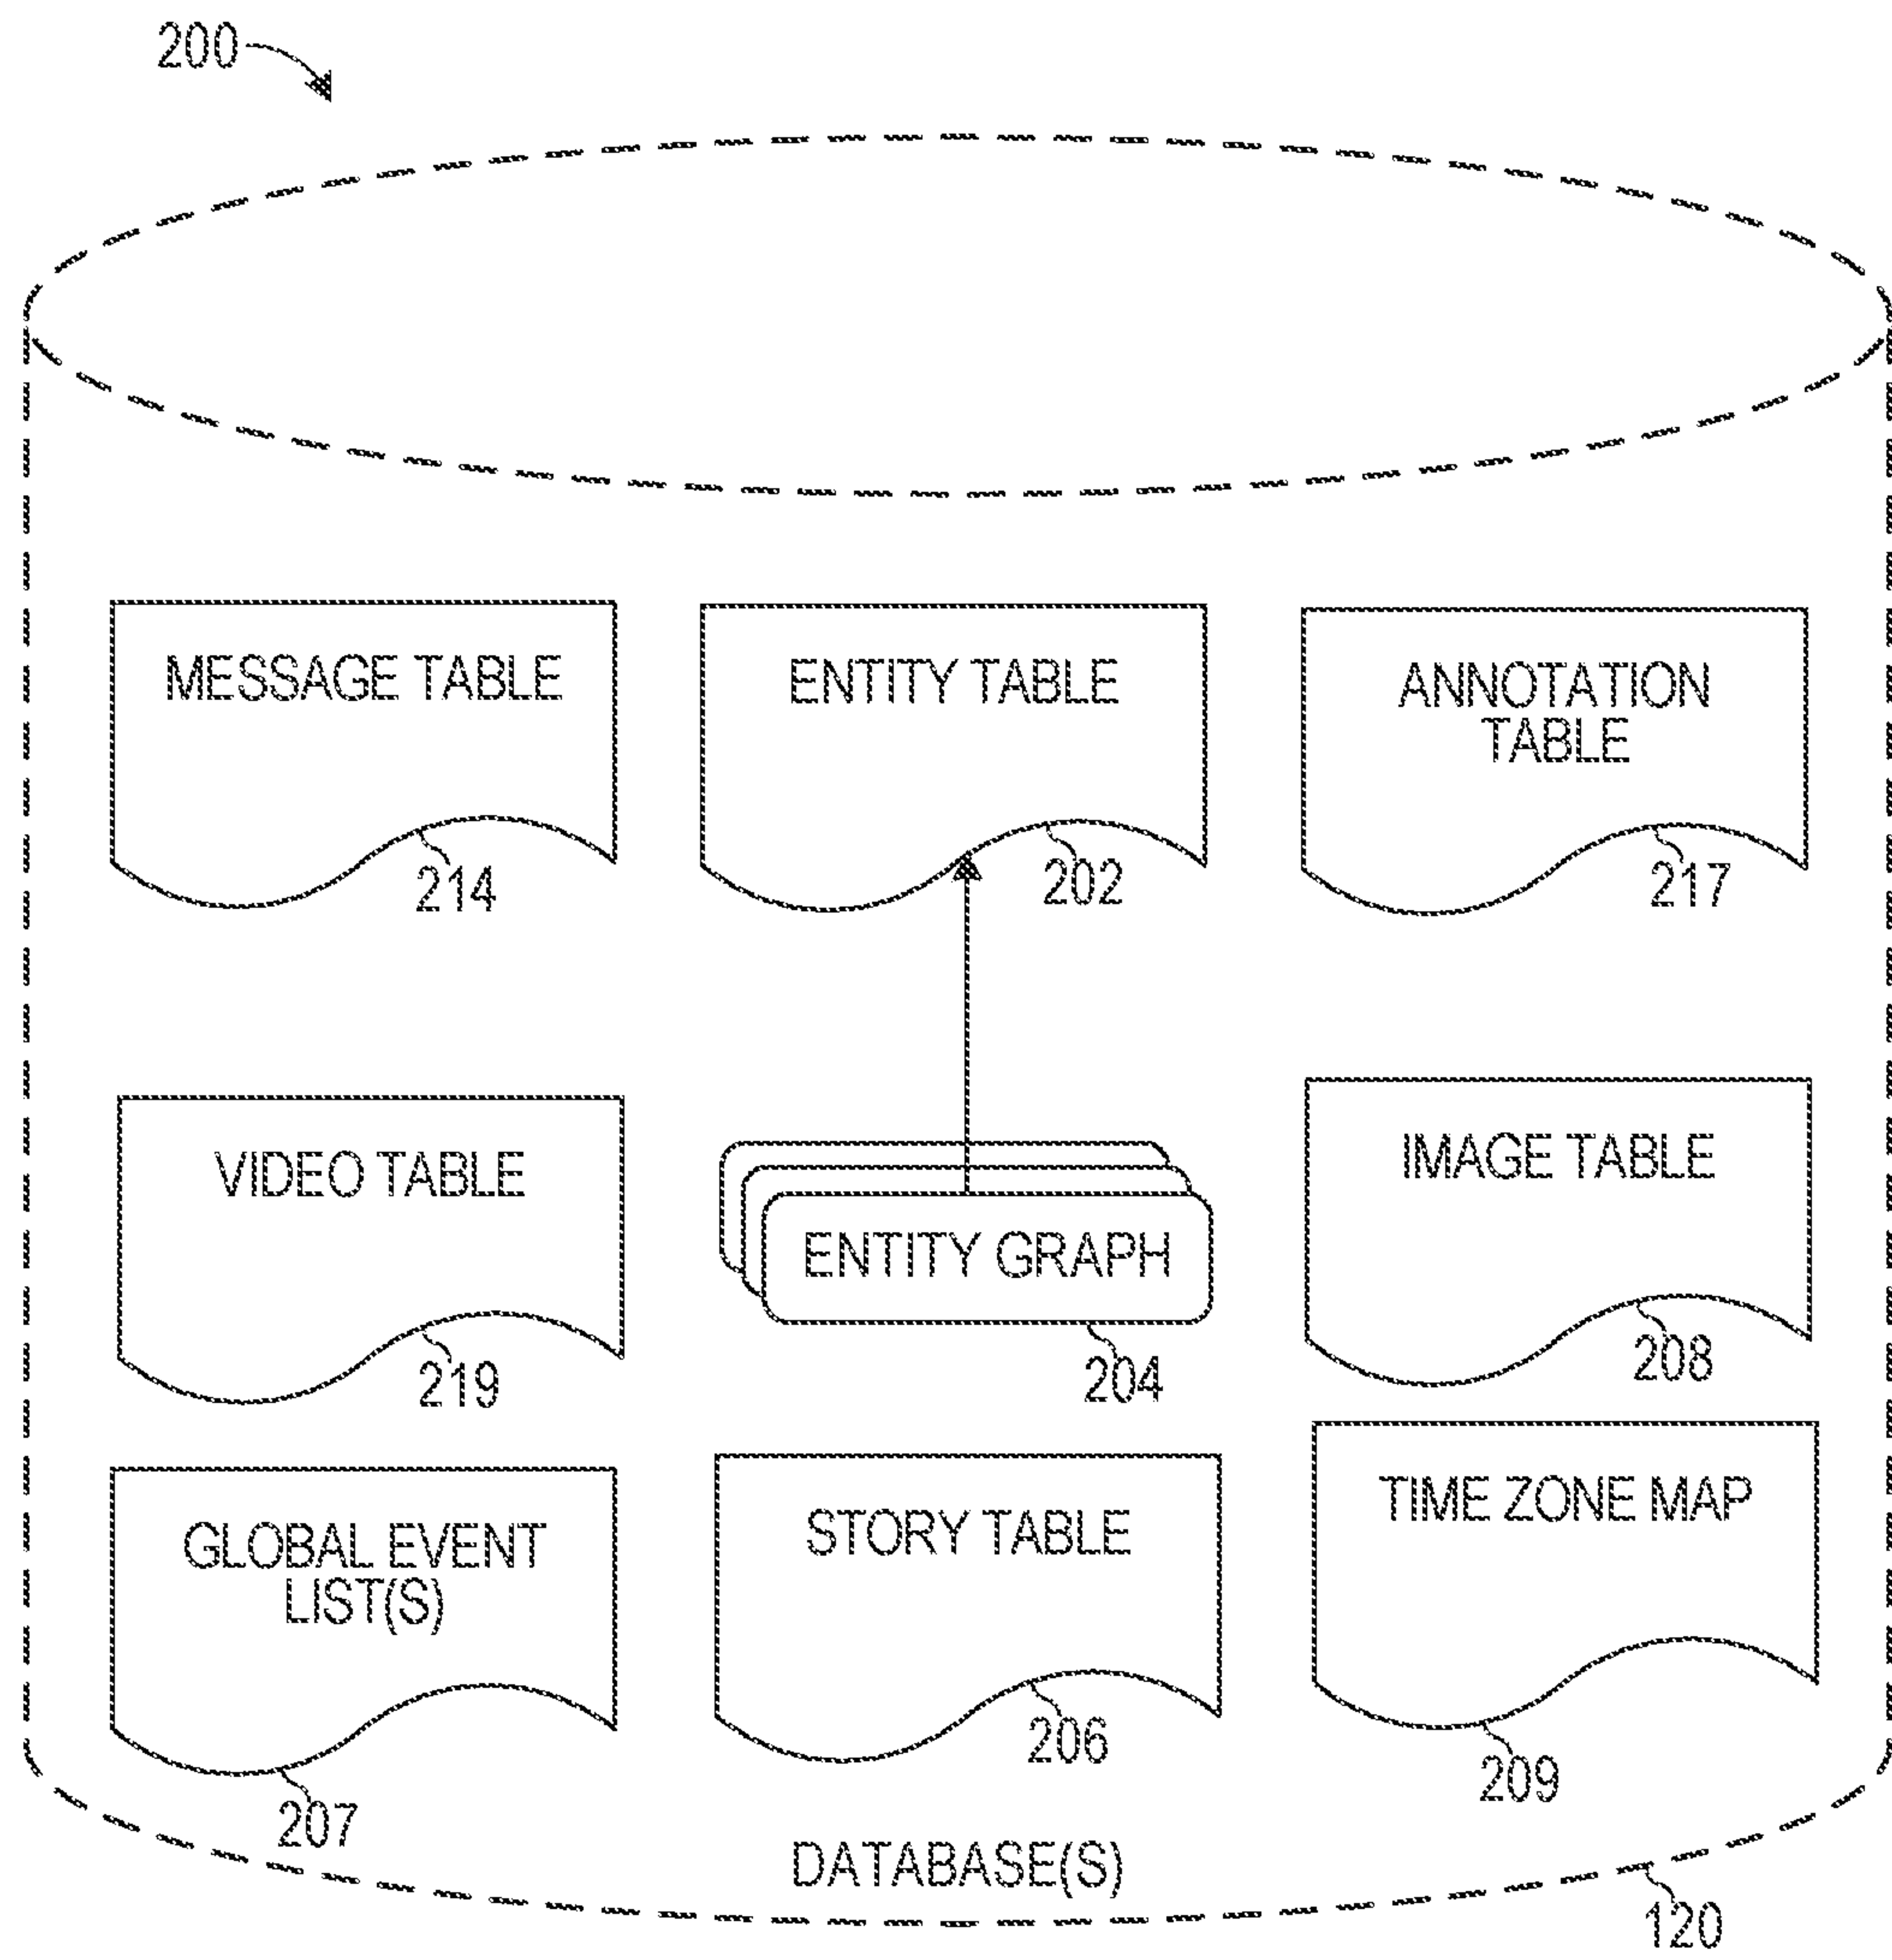 200
MESSAGE TABLE
214
ENTITY TABLE
202
ANNOTATION
TABLE
217
VIDEO TABLE
219
ENTITY GRAPH
204
IMAGE TABLE
208
GLOBAL EVENT
LIST(S)
207
STORY TABLE
206
TIME ZONE MAP
209
DATABASE(S)
120